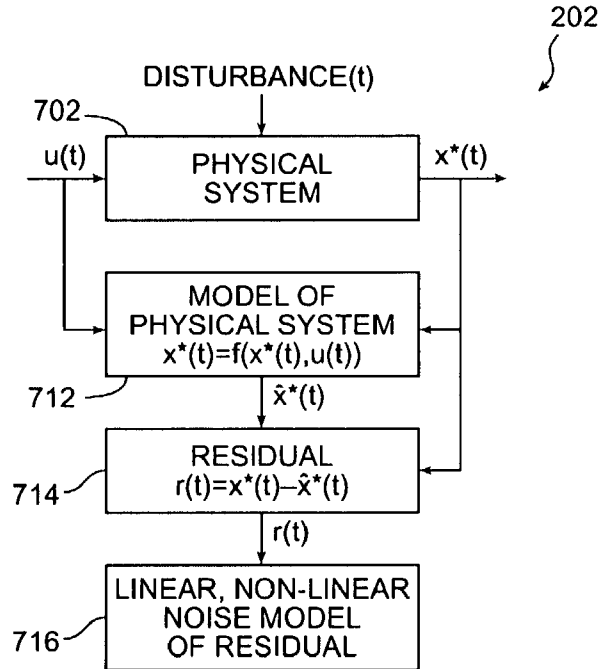 202
DISTURBANCE(t)
702
u(t)
PHYSICAL
SYSTEM
x*(t)
MODEL OF
PHYSICAL SYSTEM
x*(t)=f(x*(t),u(t))
712
x̂*(t)
RESIDUAL
r(t)=x*(t)–x̂*(t)
714
r(t)
LINEAR, NON-LINEAR
NOISE MODEL
OF RESIDUAL
716